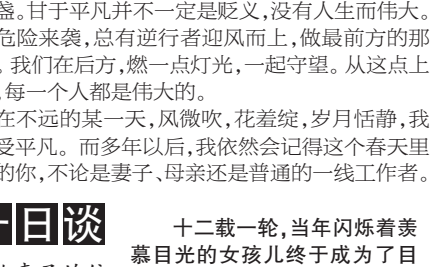 盏。甘于平凡并不一定是贬义,没有人生而伟大。
危险来袭,总有逆行者迎风而上,做最前方的那
。我们在后方,燃一点灯光,一起守望。从这点上
,每一个人都是伟大的。
在不远的某一天,风微吹,花羞绽,岁月恬静,我
受平凡。而多年以后,我依然会记得这个春天里
的你,不论是妻子、母亲还是普通的一线工作者。
日谈
十二载一轮,当年闪烁着羡
慕目光的女孩儿终于成为了目